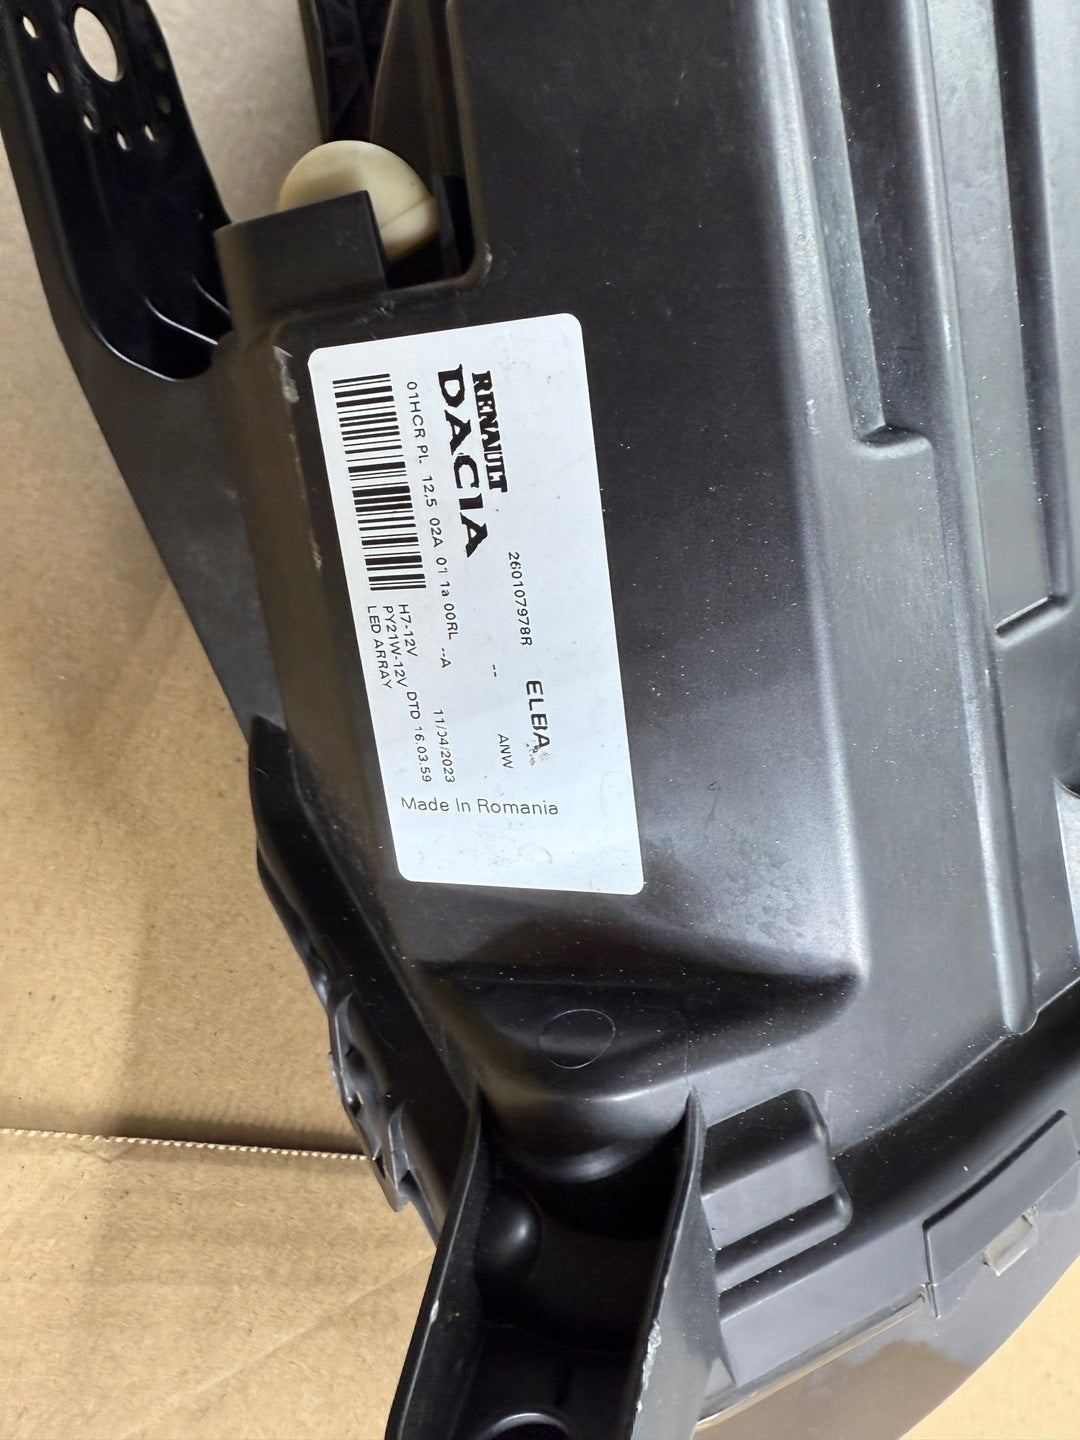 RENAULT
DACIA
260107978R
ELBA
-- ANW
01HCR PL 12,5 02A 01 1a 00RL --A
11/04/2023
H7-12V
PY21W-12V
LED ARRAY
DTD 16.03.59
Made In Romania